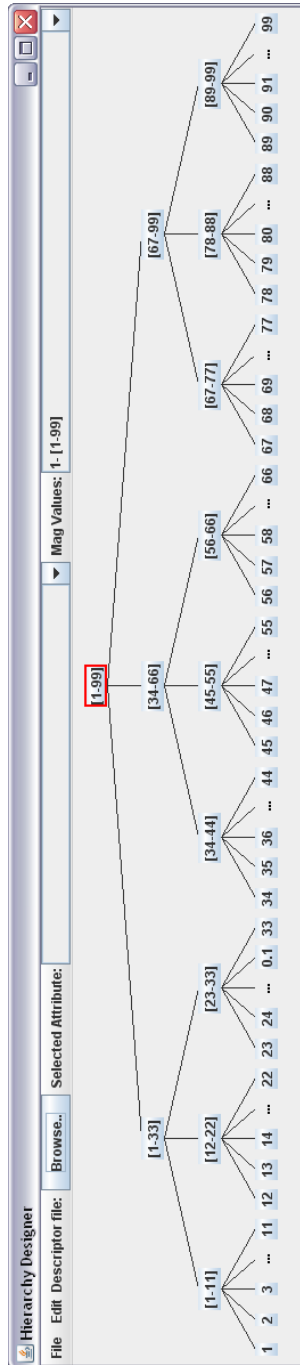 Hierarchy Designer
File Edit Descriptor file: Browse.. Selected Attribute: Mag Values: 1- [1-99]
[1-99]
[1-33] [34-66] [67-99]
[1-11] [12-22] [23-33] [34-44] [45-55] [56-66] [67-77] [78-88] [89-99]
1 2 3 ... 11 12 13 14 ... 22 23 24 ... 0.1 33 34 35 36 ... 44 45 46 47 ... 55 56 57 58 ... 66 67 68 69 ... 77 78 79 80 ... 88 89 90 91 ... 99